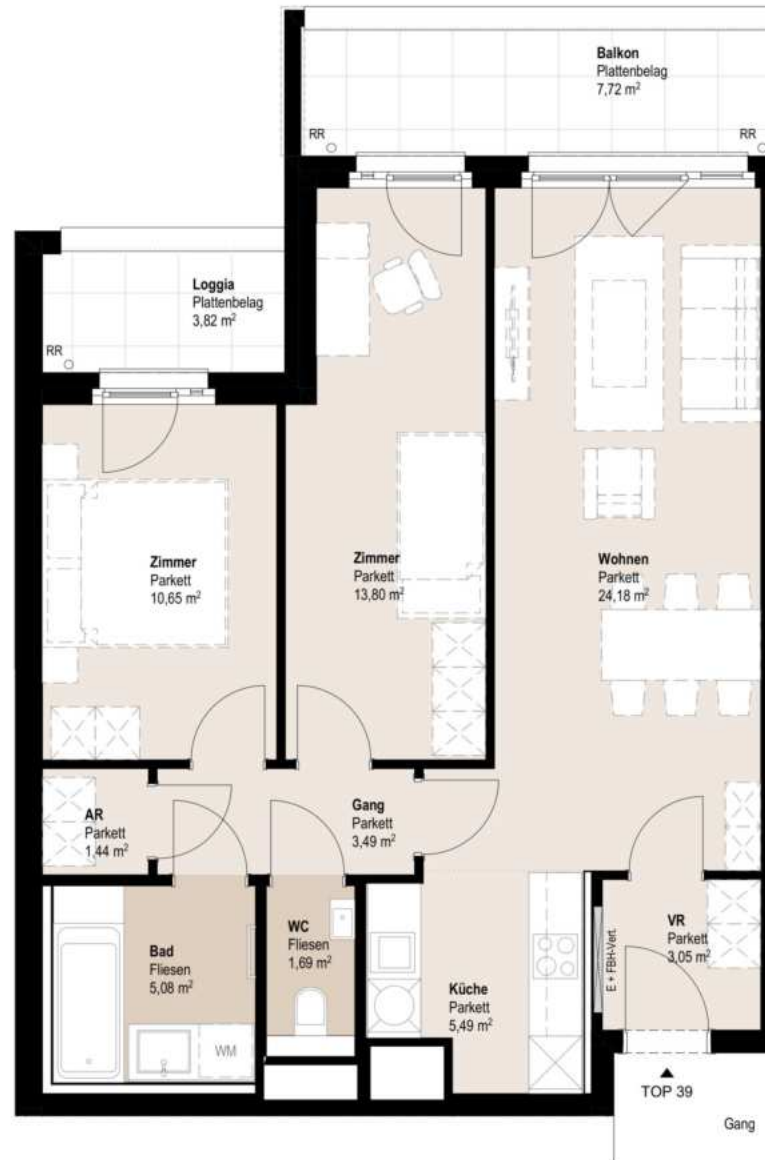 Balkon
Plattenbelag
7,72 m²
RR
RR
Loggia
Plattenbelag
3,82 m²
RR
Zimmer
Parkett
10,65 m²
Zimmer
Parkett
13,80 m²
Wohnen
Parkett
24,18 m²
AR
Parkett
1,44 m²
Gang
Parkett
3,49 m²
Bad
Fliesen
5,08 m²
WM
WC
Fliesen
1,69 m²
Küche
Parkett
5,49 m²
E + FBH-Vert.
VR
Parkett
3,05 m²
TOP 39
Gang